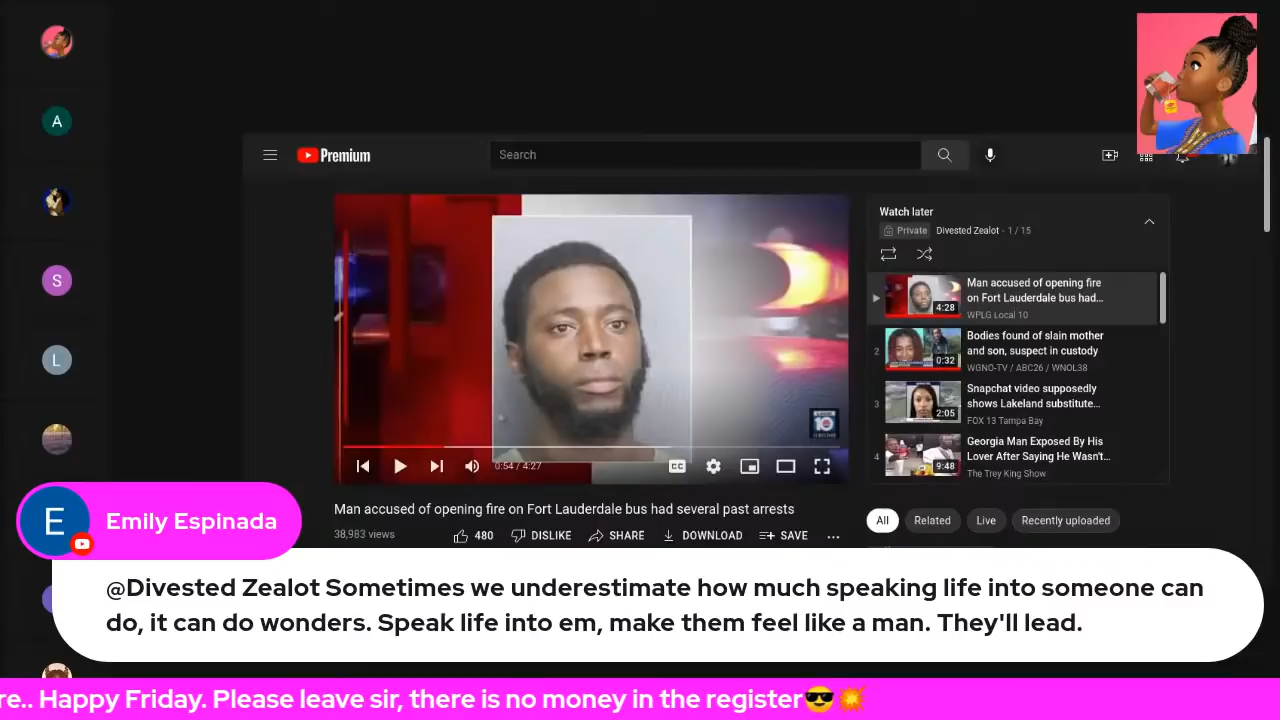 A
Premium
Search
Watch later
Private Divested Zealot - 1 / 15
Man accused of opening fire
on Fort Lauderdale bus had...
WPLG Local 10
4:28
2
Bodies found of slain mother
and son, suspect in custody
WGNO-TV / ABC26 / WNOL38
0:32
S
3
Snapchat video supposedly
shows Lakeland substitute...
FOX 13 Tampa Bay
2:05
L
4
Georgia Man Exposed By His
Lover After Saying He Wasn't...
The Trey King Show
9:48
10
0:54 / 4:27
CC
Man accused of opening fire on Fort Lauderdale bus had several past arrests
38,983 views
480 DISLIKE SHARE DOWNLOAD SAVE ...
All Related Live Recently uploaded
E Emily Espinada
@Divested Zealot Sometimes we underestimate how much speaking life into someone can
do, it can do wonders. Speak life into em, make them feel like a man. They'll lead.
re.. Happy Friday. Please leave sir, there is no money in the register😎💥